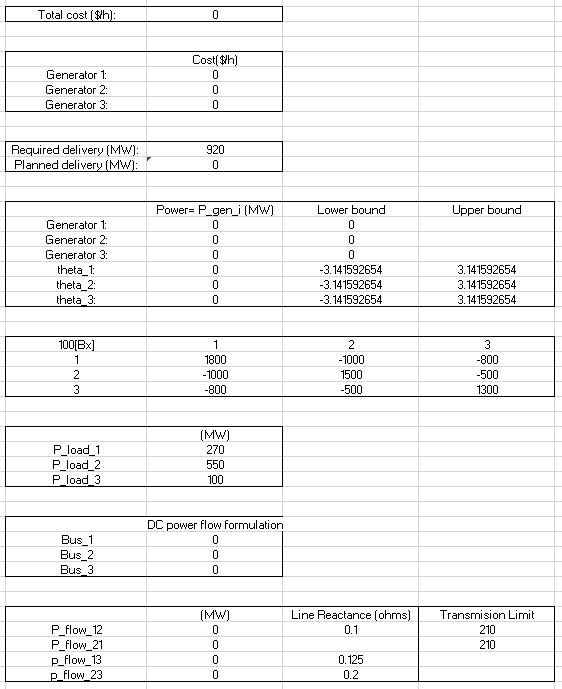 Total cost ($/h): 0
Cost($/h)
Generator 1: 0
Generator 2: 0
Generator 3: 0
Required delivery (MW): 920
Planned delivery (MW): 0
Power= P_gen_i (MW) Lower bound Upper bound
Generator 1: 0 0
Generator 2: 0 0
Generator 3: 0 0
theta_1: 0 -3.141592654 3.141592654
theta_2: 0 -3.141592654 3.141592654
theta_3: 0 -3.141592654 3.141592654
100[Bx] 1 2 3
1 1800 -1000 -800
2 -1000 1500 -500
3 -800 -500 1300
(MW)
P_load_1 270
P_load_2 550
P_load_3 100
DC power flow formulation
Bus_1 0
Bus_2 0
Bus_3 0
(MW) Line Reactance (ohms) Transmision Limit
P_flow_12 0 0.1 210
P_flow_21 0 210
p_flow_13 0 0.125
p_flow_23 0 0.2